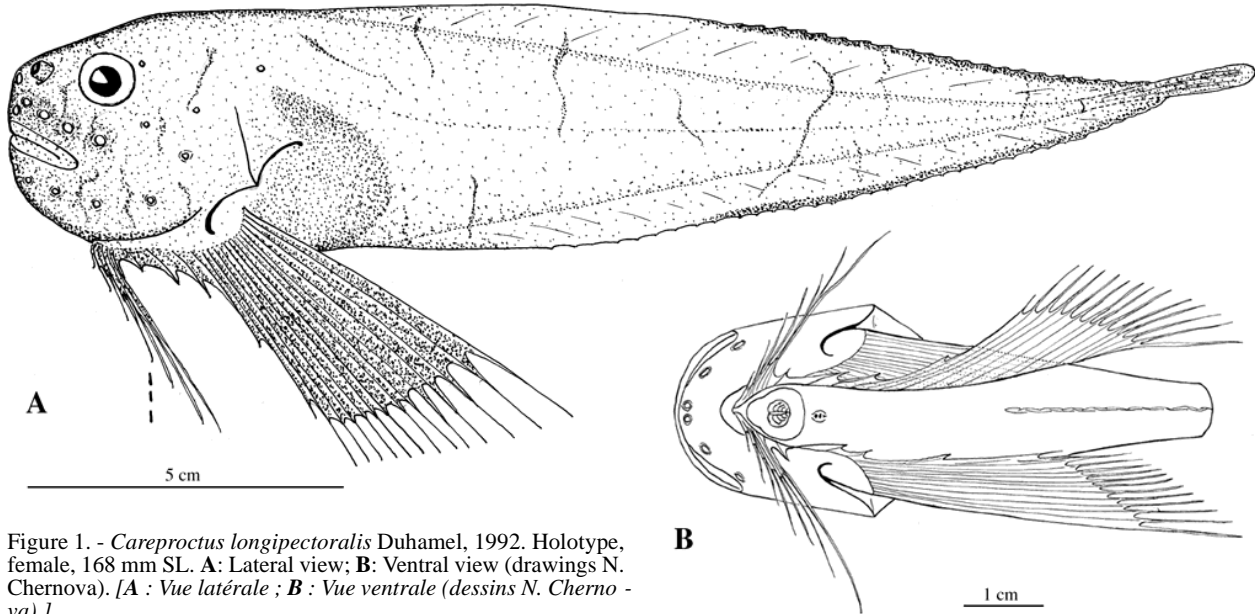 A
5 cm
B
1 cm
Figure 1. - Careproctus longipectoralis Duhamel, 1992. Holotype,
female, 168 mm SL. A: Lateral view; B: Ventral view (drawings N.
Chernova). [A : Vue latérale ; B : Vue ventrale (dessins N. Cherno -
va).]